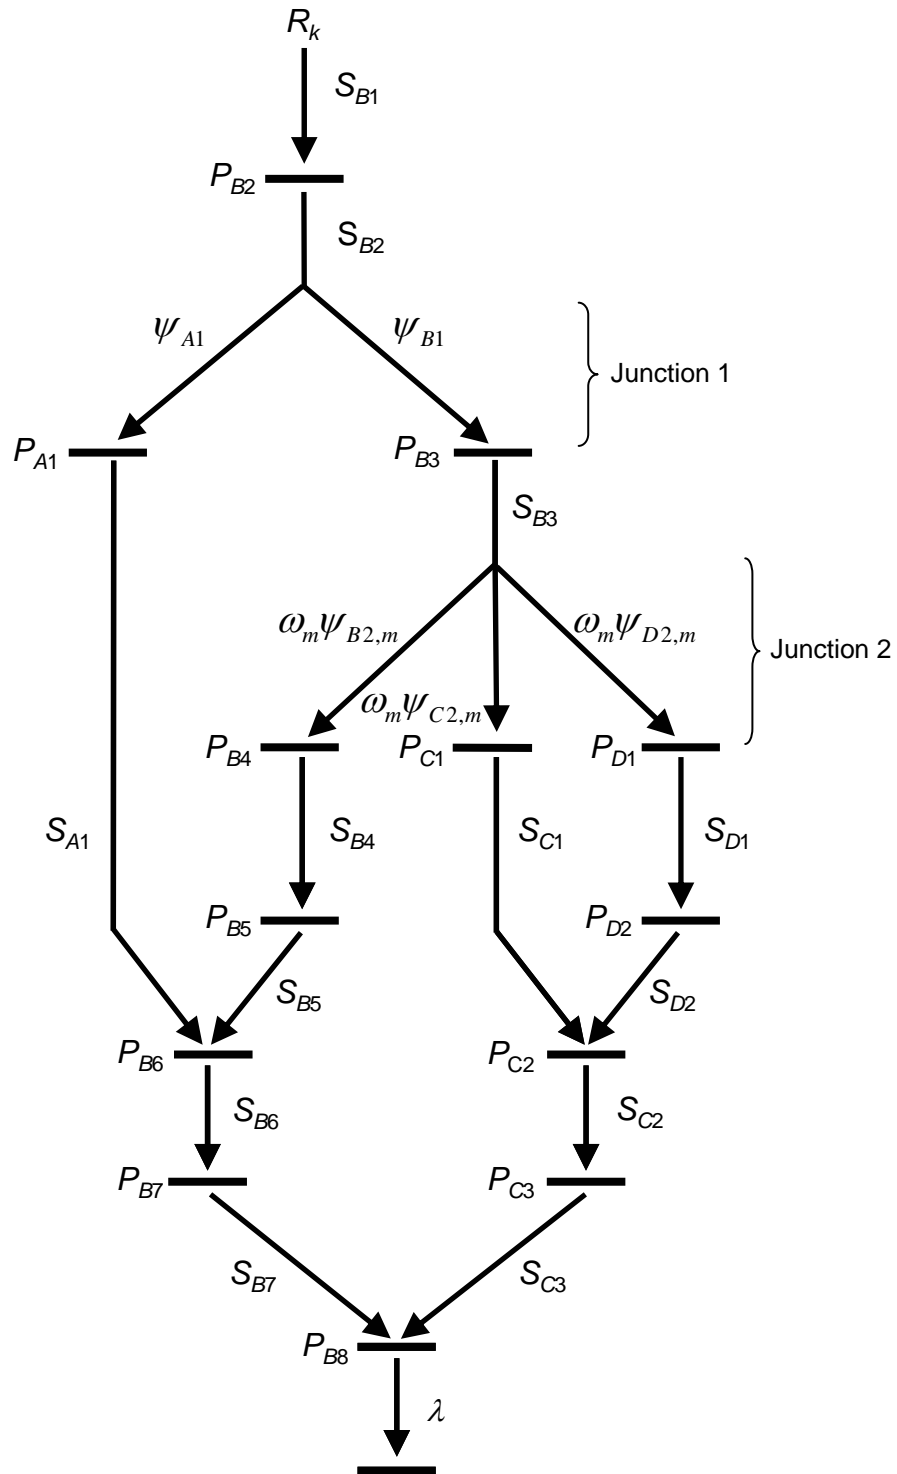 R_k
S_B1
P_B2
S_B2
ψ_A1
ψ_B1
Junction 1
P_A1
P_B3
S_B3
ω_m ψ_B2,m
ω_m ψ_D2,m
Junction 2
ω_m ψ_C2,m
P_B4
P_C1
P_D1
S_A1
S_B4
S_C1
S_D1
P_B5
P_D2
S_B5
S_D2
P_B6
P_C2
S_B6
S_C2
P_B7
P_C3
S_B7
S_C3
P_B8
λ